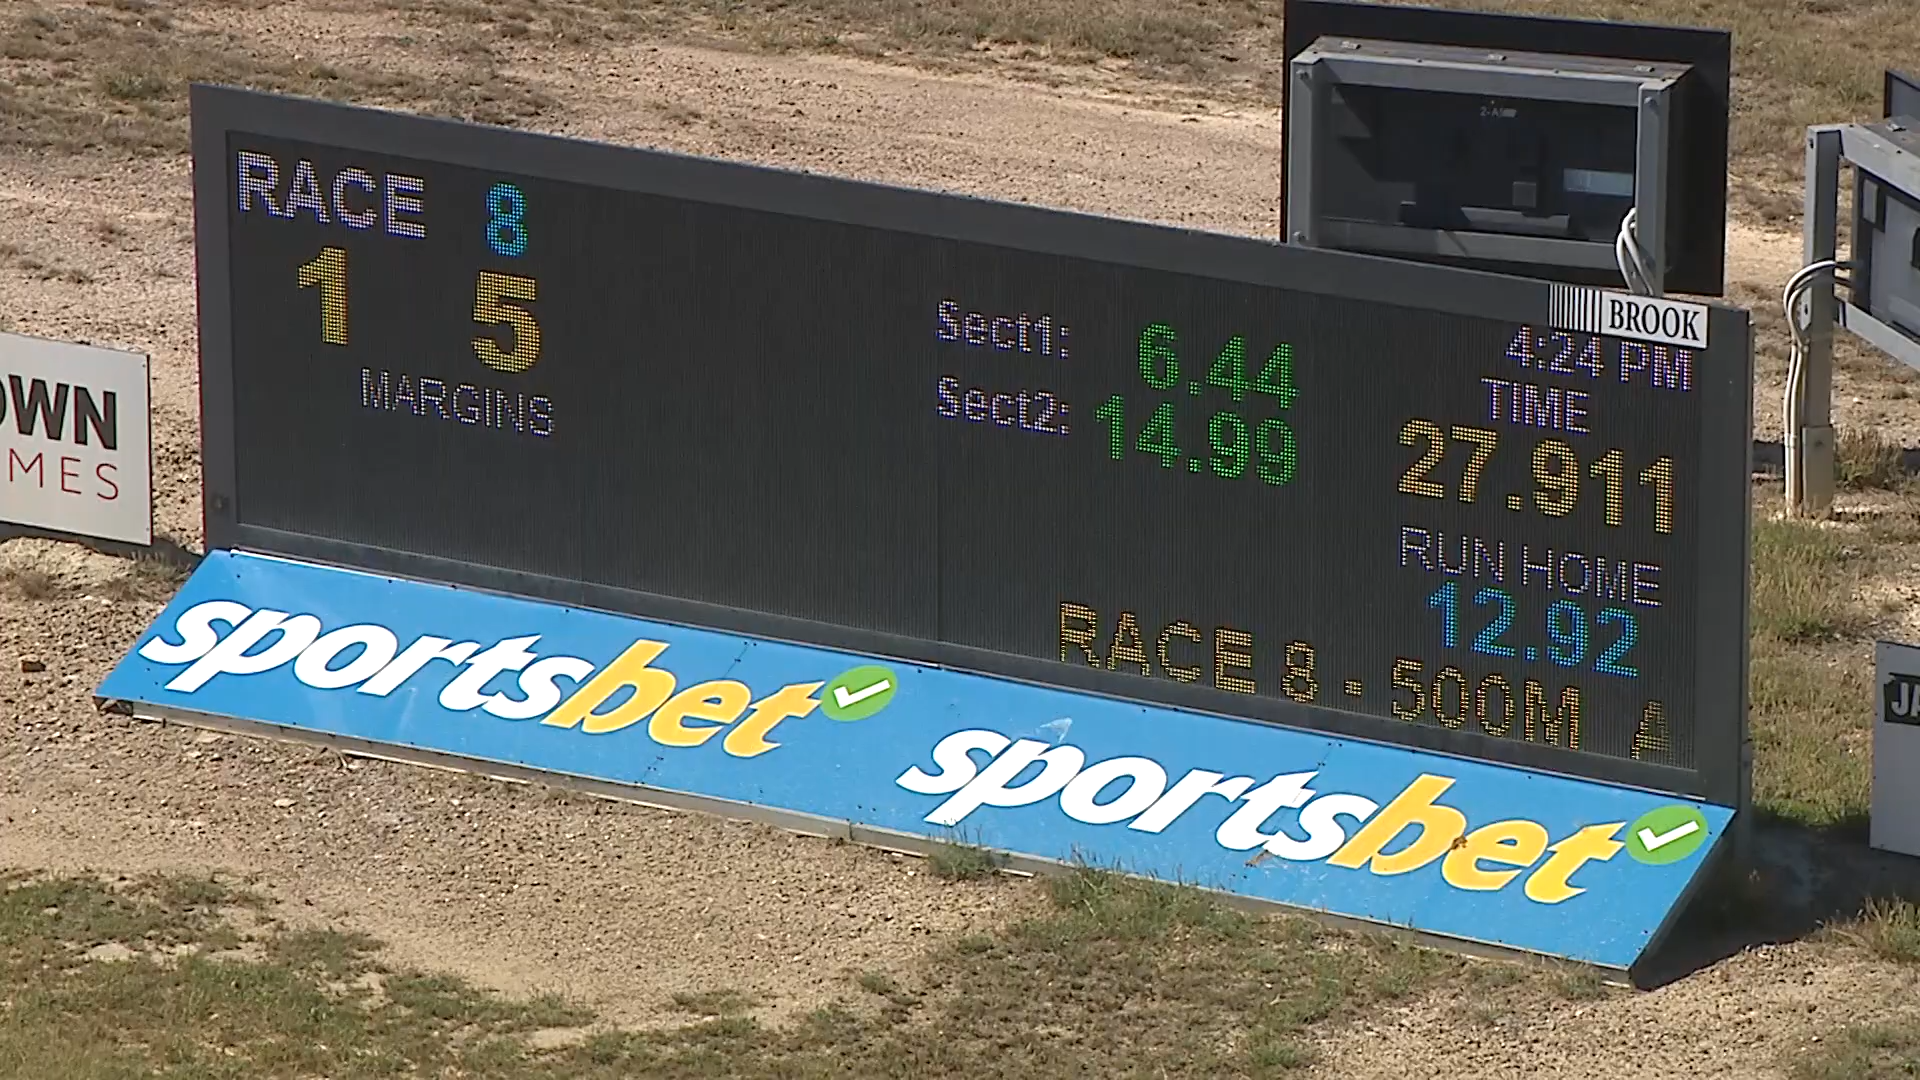 RACE 8
1 5
MARGINS
Sect1: 6.44
Sect2: 14.99
BROOK
4:24 PM
TIME
27.911
RUN HOME
12.92
RACE 8 - 500M A
sportsbet
sportsbet
OWN
MES
JA